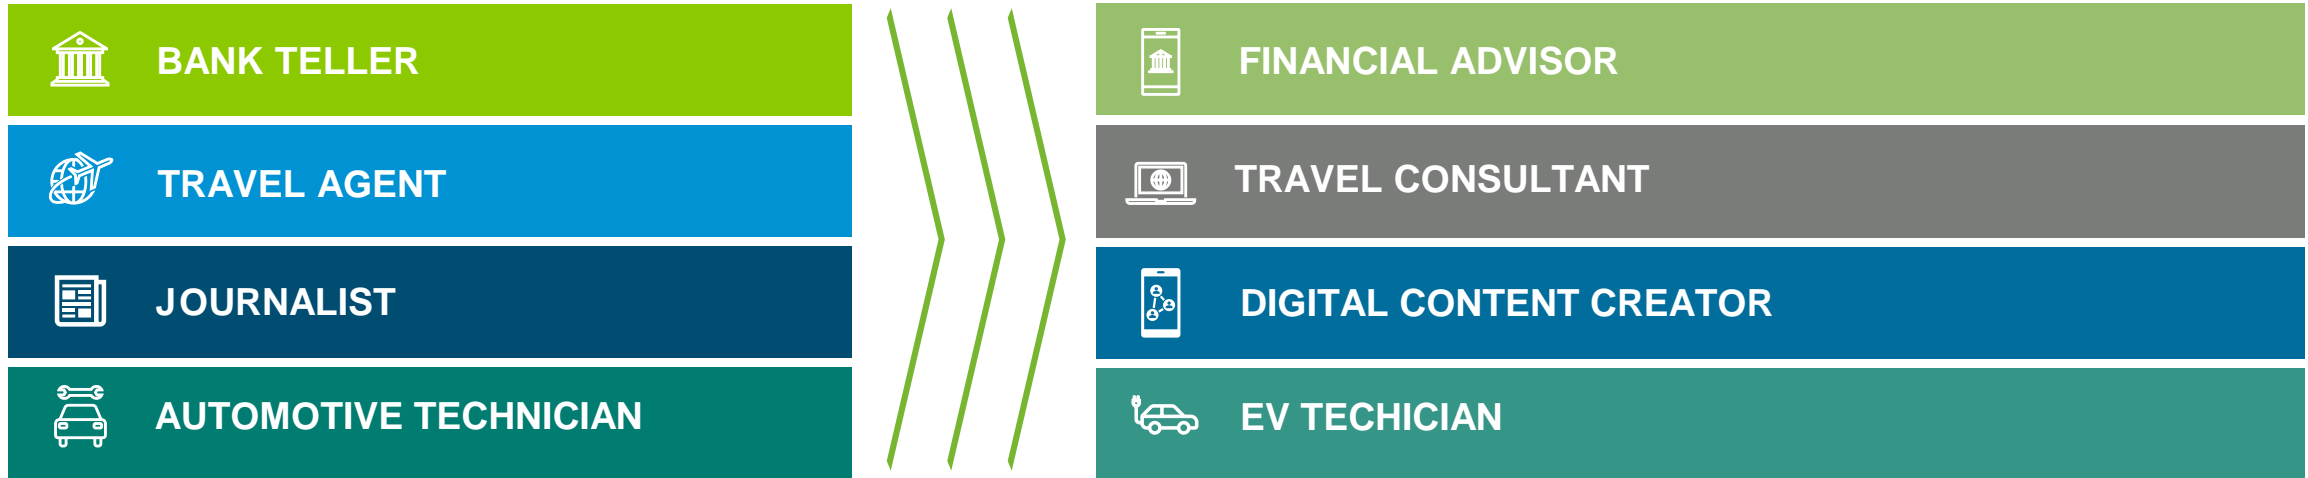 BANK TELLER
FINANCIAL ADVISOR
TRAVEL AGENT
TRAVEL CONSULTANT
JOURNALIST
DIGITAL CONTENT CREATOR
AUTOMOTIVE TECHNICIAN
EV TECHICIAN